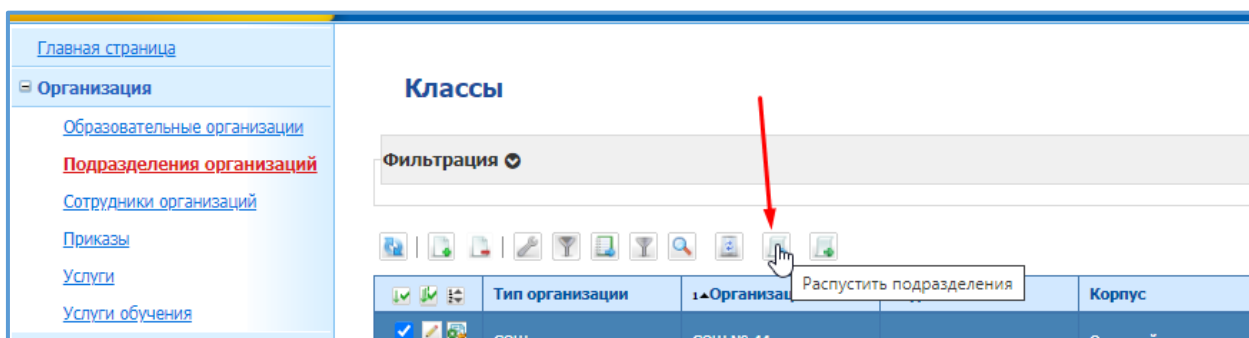 Главная страница
Организация
Образовательные организации
Подразделения организаций
Сотрудники организаций
Приказы
Услуги
Услуги обучения
Классы
Фильтрация
Распустить подразделения
Тип организации
1 Организац
Корпус